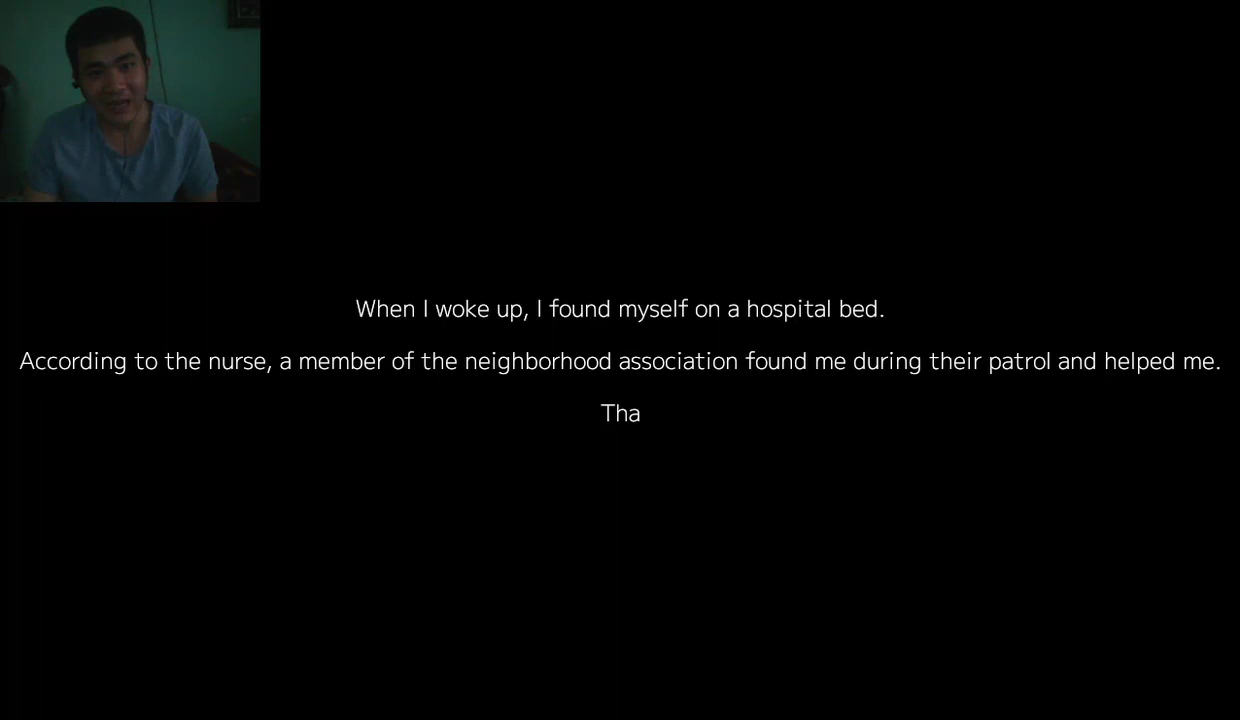 When I woke up, I found myself on a hospital bed.
According to the nurse, a member of the neighborhood association found me during their patrol and helped me.
Tha